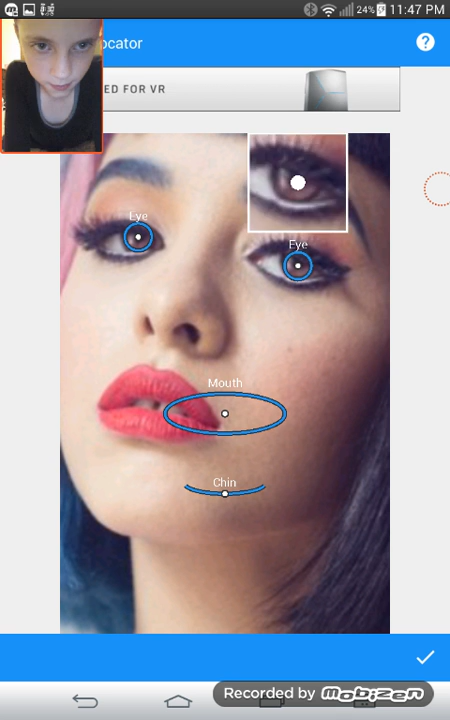 24% 11:47 PM
ocator
ED FOR VR
Eye
Eye
Mouth
Chin
Recorded by mobizen